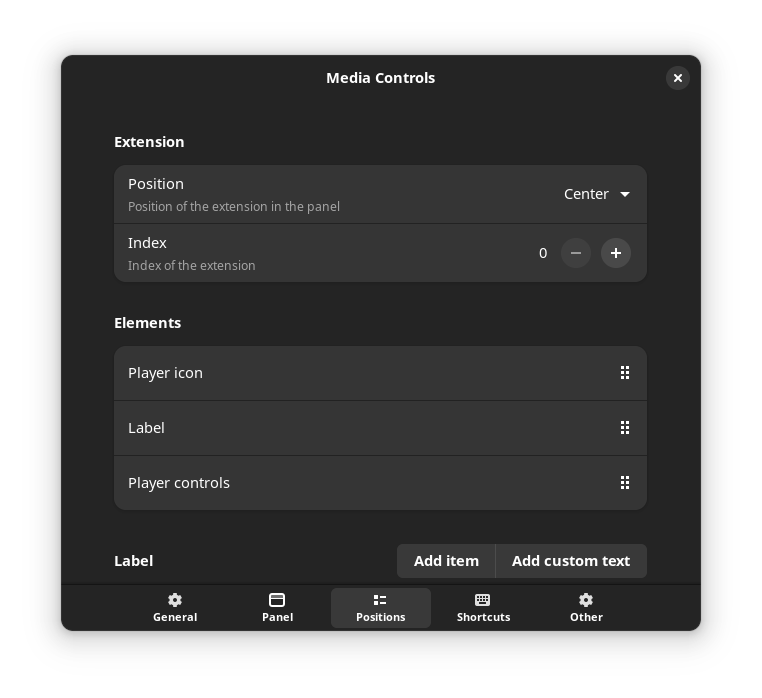 Media Controls
Extension
Position
Position of the extension in the panel
Center
Index
Index of the extension
0
Elements
Player icon
Label
Player controls
Label
Add item
Add custom text
General
Panel
Positions
Shortcuts
Other